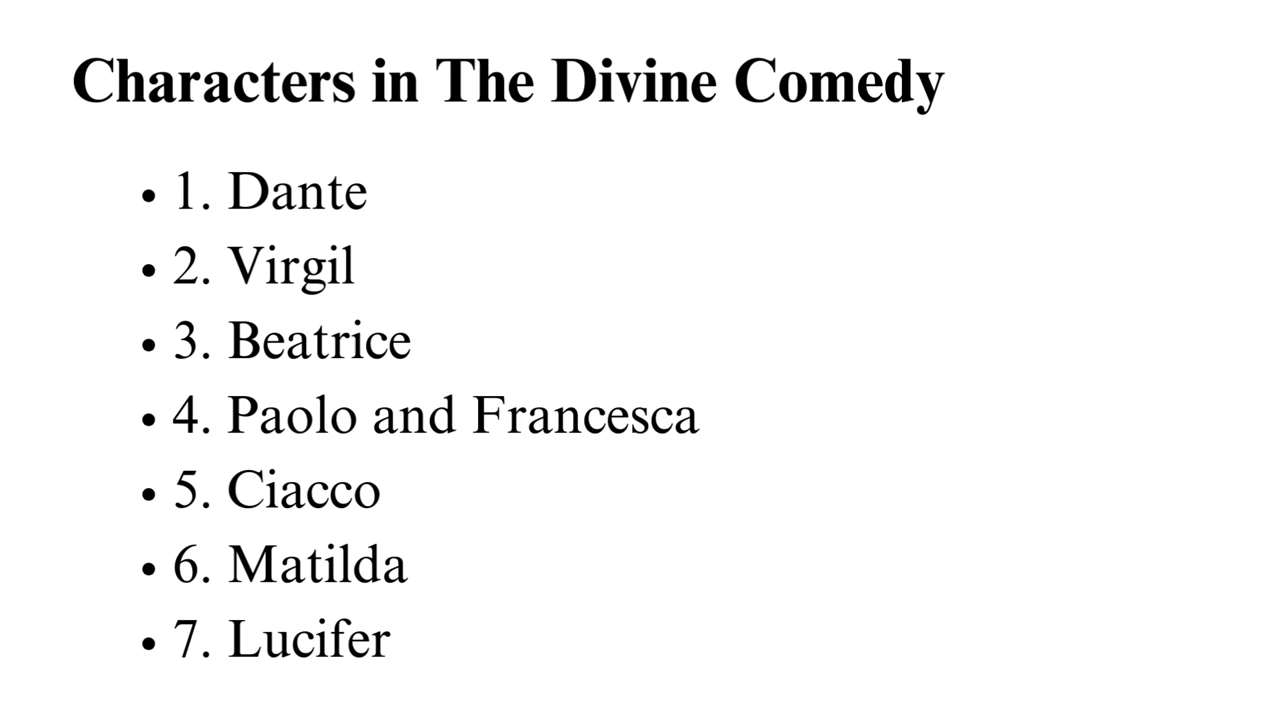 Characters in The Divine Comedy
• 1. Dante
• 2. Virgil
• 3. Beatrice
• 4. Paolo and Francesca
• 5. Ciacco
• 6. Matilda
• 7. Lucifer